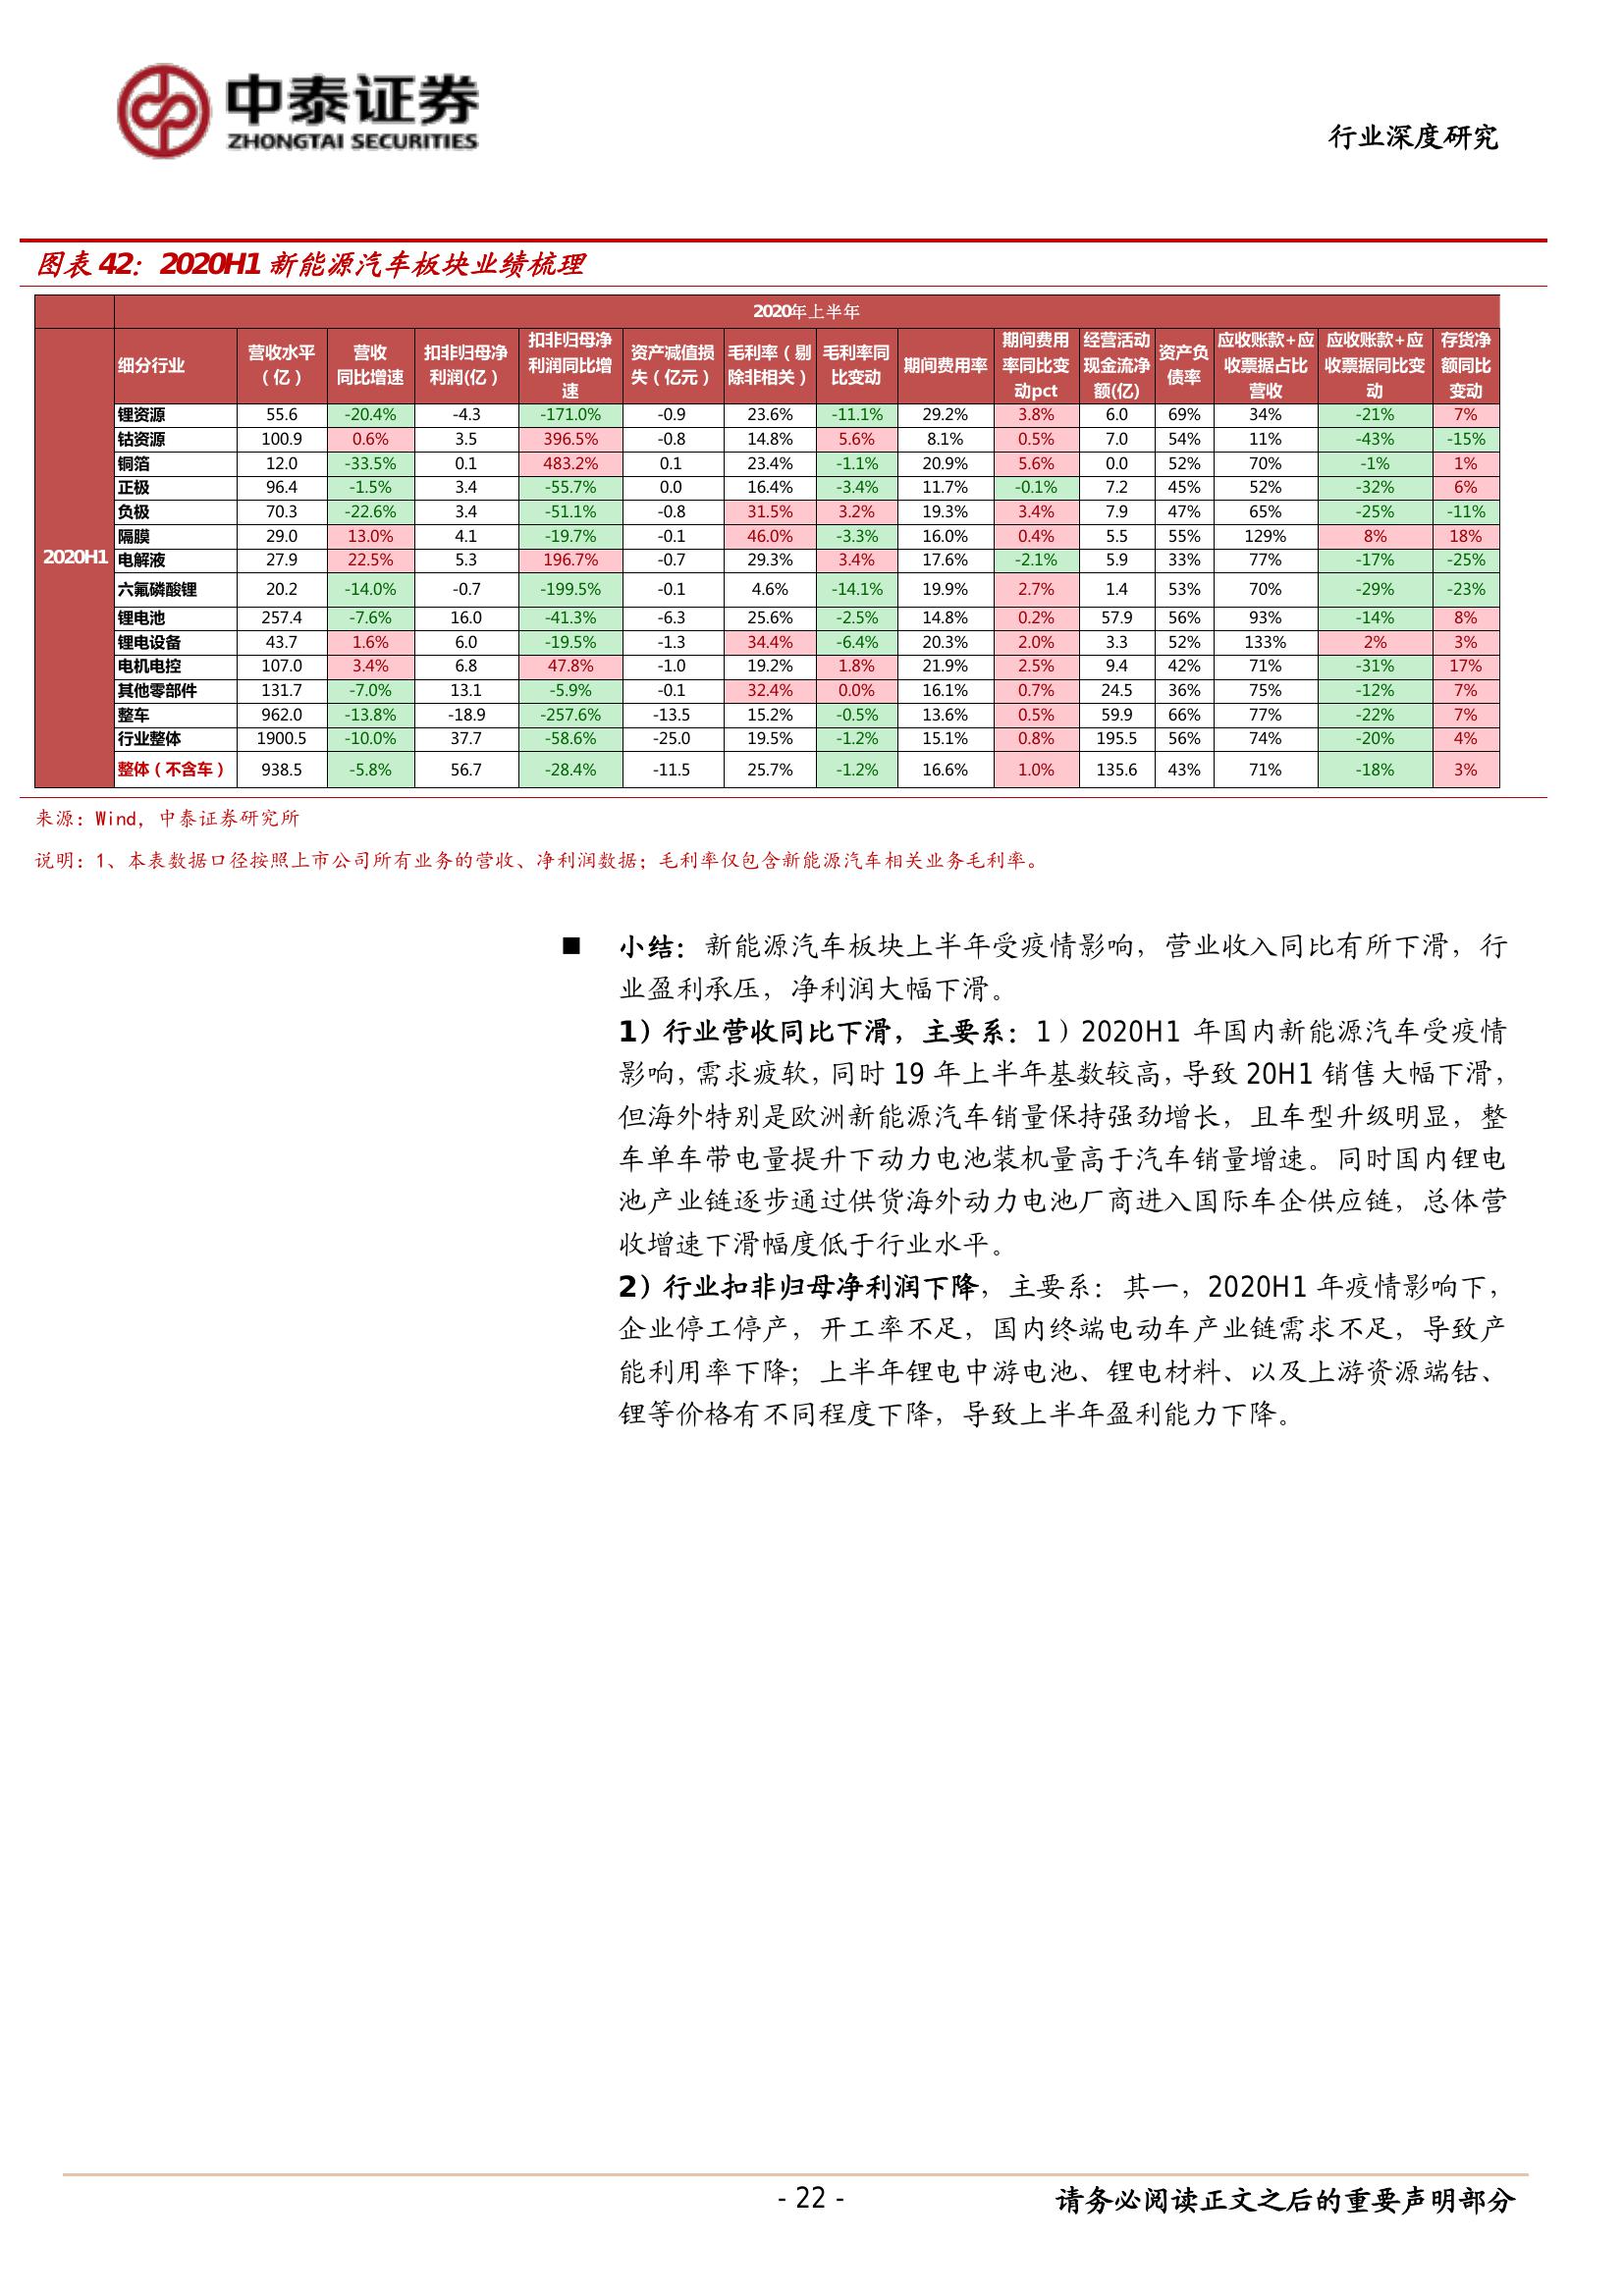 中泰证券
ZHONGTAI SECURITIES
行业深度研究
图表 42：2020H1 新能源汽车板块业绩梳理
2020年上半年
细分行业 营收水平（亿） 营收同比增速 扣非归母净利润(亿) 扣非归母净利润同比增速 资产减值损失（亿元） 毛利率（剔除非相关） 毛利率同比变动 期间费用率 期间费用率同比变动pct 经营活动现金流净额(亿) 资产负债率 应收账款+应收票据占比营收 应收账款+应收票据同比变动 存货净额同比变动
2020H1
锂资源 55.6 -20.4% -4.3 -171.0% -0.9 23.6% -11.1% 29.2% 3.8% 6.0 69% 34% -21% 7%
钴资源 100.9 0.6% 3.5 396.5% -0.8 14.8% 5.6% 8.1% 0.5% 7.0 54% 11% -43% -15%
铜箔 12.0 -33.5% 0.1 483.2% 0.1 23.4% -1.1% 20.9% 5.6% 0.0 52% 70% -1% 1%
正极 96.4 -1.5% 3.4 -55.7% 0.0 16.4% -3.4% 11.7% -0.1% 7.2 45% 52% -32% 6%
负极 70.3 -22.6% 3.4 -51.1% -0.8 31.5% 3.2% 19.3% 3.4% 7.9 47% 65% -25% -11%
隔膜 29.0 13.0% 4.1 -19.7% -0.1 46.0% -3.3% 16.0% 0.4% 5.5 55% 129% 8% 18%
电解液 27.9 22.5% 5.3 196.7% -0.7 29.3% 3.4% 17.6% -2.1% 5.9 33% 77% -17% -25%
六氟磷酸锂 20.2 -14.0% -0.7 -199.5% -0.1 4.6% -14.1% 19.9% 2.7% 1.4 53% 70% -29% -23%
锂电池 257.4 -7.6% 16.0 -41.3% -6.3 25.6% -2.5% 14.8% 0.2% 57.9 56% 93% -14% 8%
锂电设备 43.7 1.6% 6.0 -19.5% -1.3 34.4% -6.4% 20.3% 2.0% 3.3 52% 133% 2% 3%
电机电控 107.0 3.4% 6.8 47.8% -1.0 19.2% 1.8% 21.9% 2.5% 9.4 42% 71% -31% 17%
其他零部件 131.7 -7.0% 13.1 -5.9% -0.1 32.4% 0.0% 16.1% 0.7% 24.5 36% 75% -12% 7%
整车 962.0 -13.8% -18.9 -257.6% -13.5 15.2% -0.5% 13.6% 0.5% 59.9 66% 77% -22% 7%
行业整体 1900.5 -10.0% 37.7 -58.6% -25.0 19.5% -1.2% 15.1% 0.8% 195.5 56% 74% -20% 4%
整体（不含车） 938.5 -5.8% 56.7 -28.4% -11.5 25.7% -1.2% 16.6% 1.0% 135.6 43% 71% -18% 3%
来源：Wind，中泰证券研究所
说明：1、本表数据口径按照上市公司所有业务的营收、净利润数据；毛利率仅包含新能源汽车相关业务毛利率。
■ 小结：新能源汽车板块上半年受疫情影响，营业收入同比有所下滑，行
业盈利承压，净利润大幅下滑。
1）行业营收同比下滑，主要系：1）2020H1 年国内新能源汽车受疫情
影响，需求疲软，同时 19 年上半年基数较高，导致 20H1 销售大幅下滑，
但海外特别是欧洲新能源汽车销量保持强劲增长，且车型升级明显，整
车单车带电量提升下动力电池装机量高于汽车销量增速。同时国内锂电
池产业链逐步通过供货海外动力电池厂商进入国际车企供应链，总体营
收增速下滑幅度低于行业水平。
2）行业扣非归母净利润下降，主要系：其一，2020H1 年疫情影响下，
企业停工停产，开工率不足，国内终端电动车产业链需求不足，导致产
能利用率下降；上半年锂电中游电池、锂电材料、以及上游资源端钴、
锂等价格有不同程度下降，导致上半年盈利能力下降。
- 22 -
请务必阅读正文之后的重要声明部分